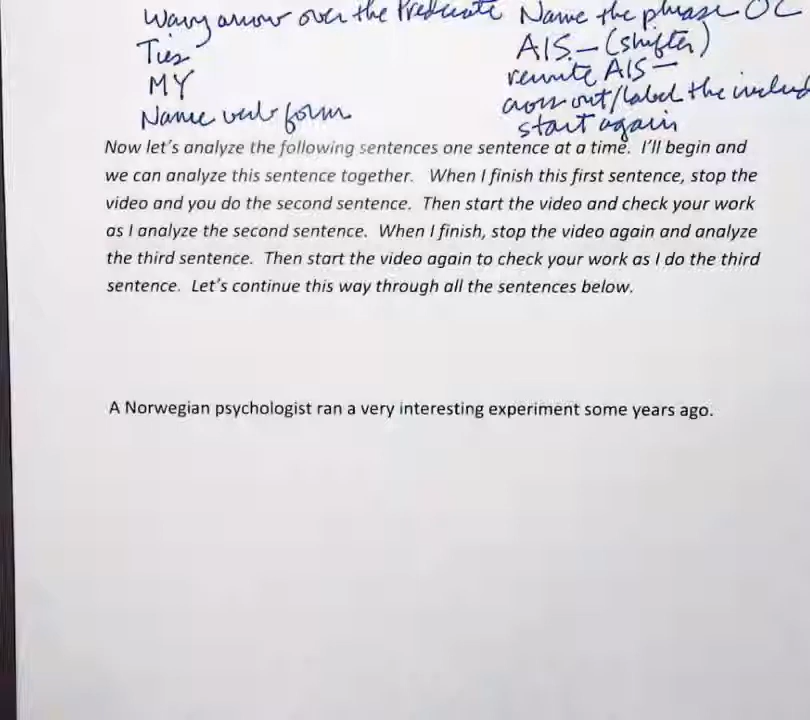 Wavy arrow over the Predicate Name the phrase OC
Ties A/S. – (shifter)
MY rewrite A/S –
Name verb form cross out/label the includ
start again
Now let's analyze the following sentences one sentence at a time. I'll begin and
we can analyze this sentence together. When I finish this first sentence, stop the
video and you do the second sentence. Then start the video and check your work
as I analyze the second sentence. When I finish, stop the video again and analyze
the third sentence. Then start the video again to check your work as I do the third
sentence. Let's continue this way through all the sentences below.
A Norwegian psychologist ran a very interesting experiment some years ago.